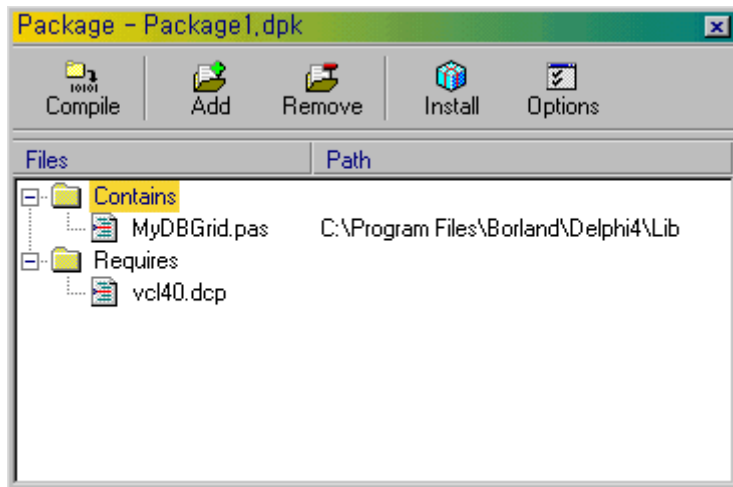 Package - Package1.dpk
10101
Compile Add Remove Install Options
Files Path
Contains
MyDBGrid.pas C:\Program Files\Borland\Delphi4\Lib
Requires
vcl40.dcp